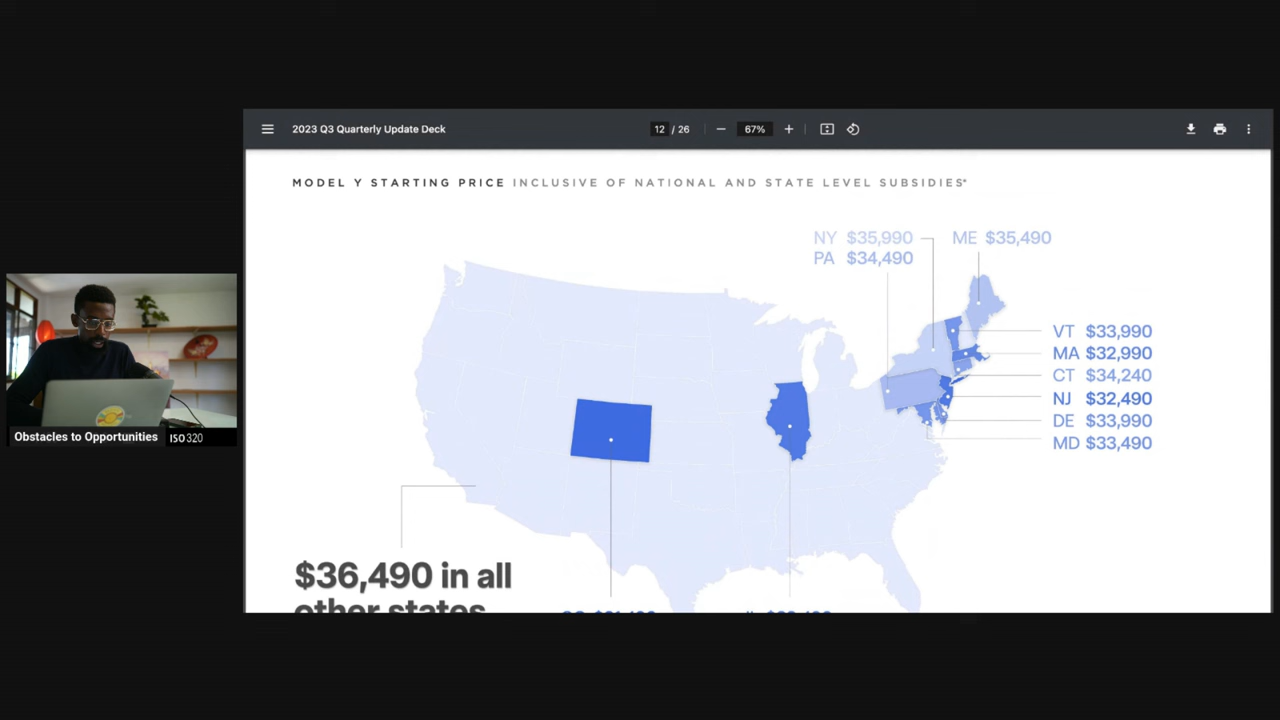 2023 Q3 Quarterly Update Deck
12 / 26
67%
MODEL Y STARTING PRICE INCLUSIVE OF NATIONAL AND STATE LEVEL SUBSIDIES*
NY $35,990
ME $35,490
PA $34,490
VT $33,990
MA $32,990
CT $34,240
NJ $32,490
DE $33,990
MD $33,490
Obstacles to Opportunities
ISO 320
$36,490 in all
other states